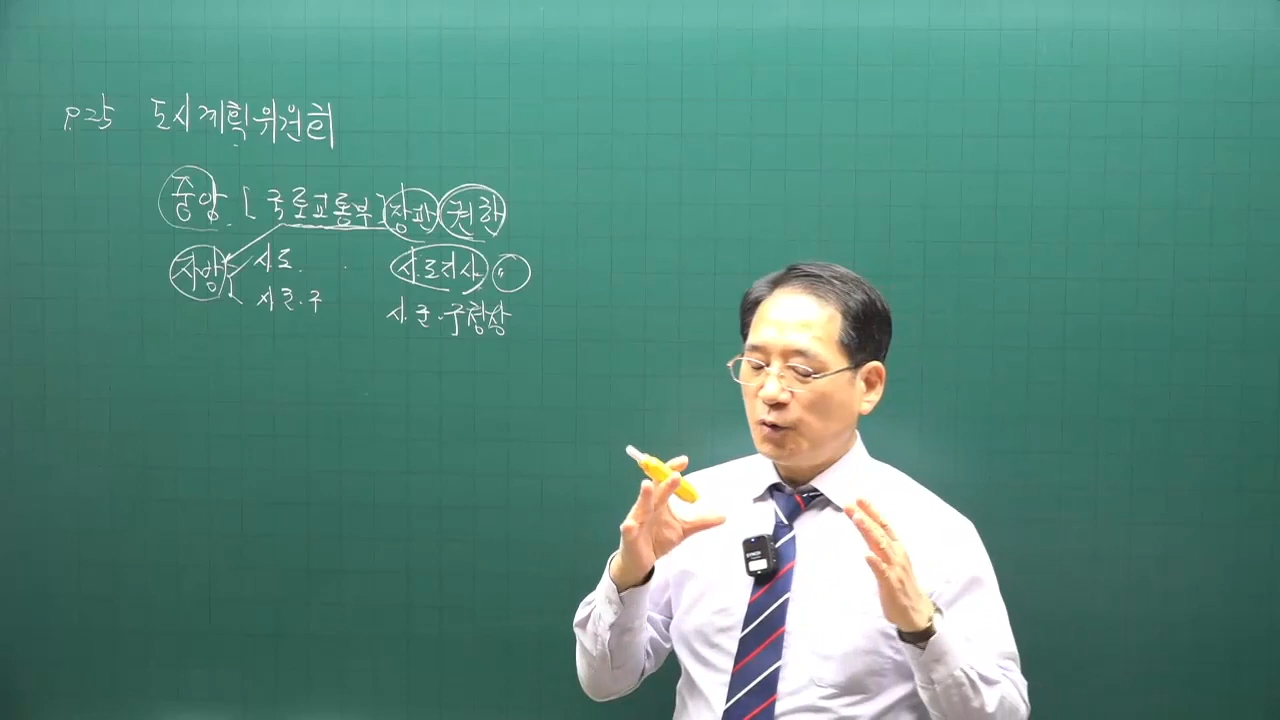 P.25 도시계획위원회
중앙 [ 국토교통부 ] 장관 권한
지방 시·도 시·도지사 〃
시·군·구 시·군·구청장